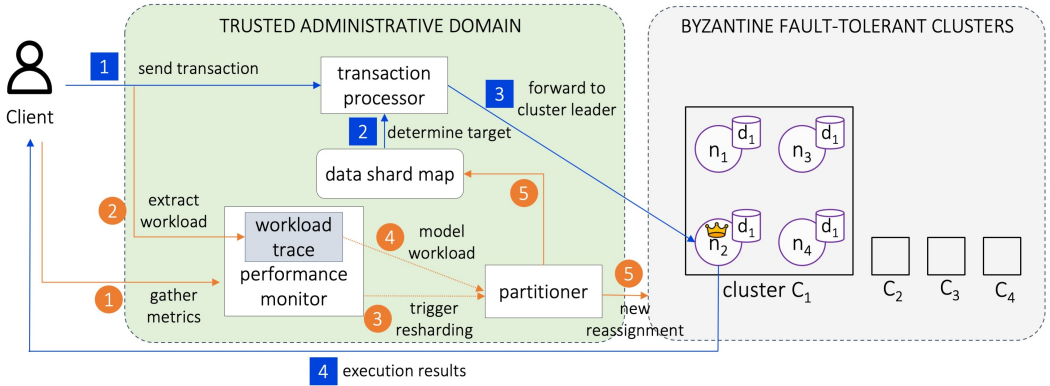 TRUSTED ADMINISTRATIVE DOMAIN
BYZANTINE FAULT-TOLERANT CLUSTERS
Client
1
send transaction
transaction
processor
3
forward to
cluster leader
2
determine target
data shard map
5
2
extract
workload
workload
trace
performance
monitor
4
model
workload
1
gather
metrics
3
trigger
resharding
partitioner
5
new
reassignment
n1
d1
n3
d1
n2
d1
n4
d1
cluster C1
C2
C3
C4
4
execution results